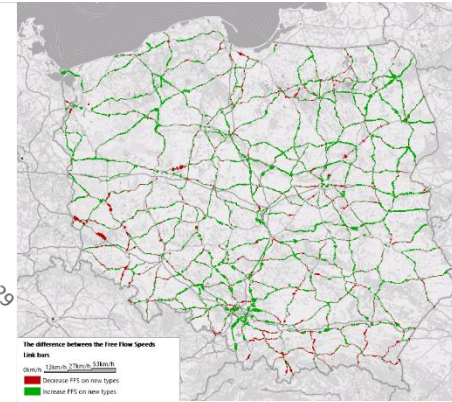 29
The difference between the Free Flow Speeds
Link bars
0km/h 13km/h 27km/h 53km/h
Decrease FFS on new types
Increase FFS on new types